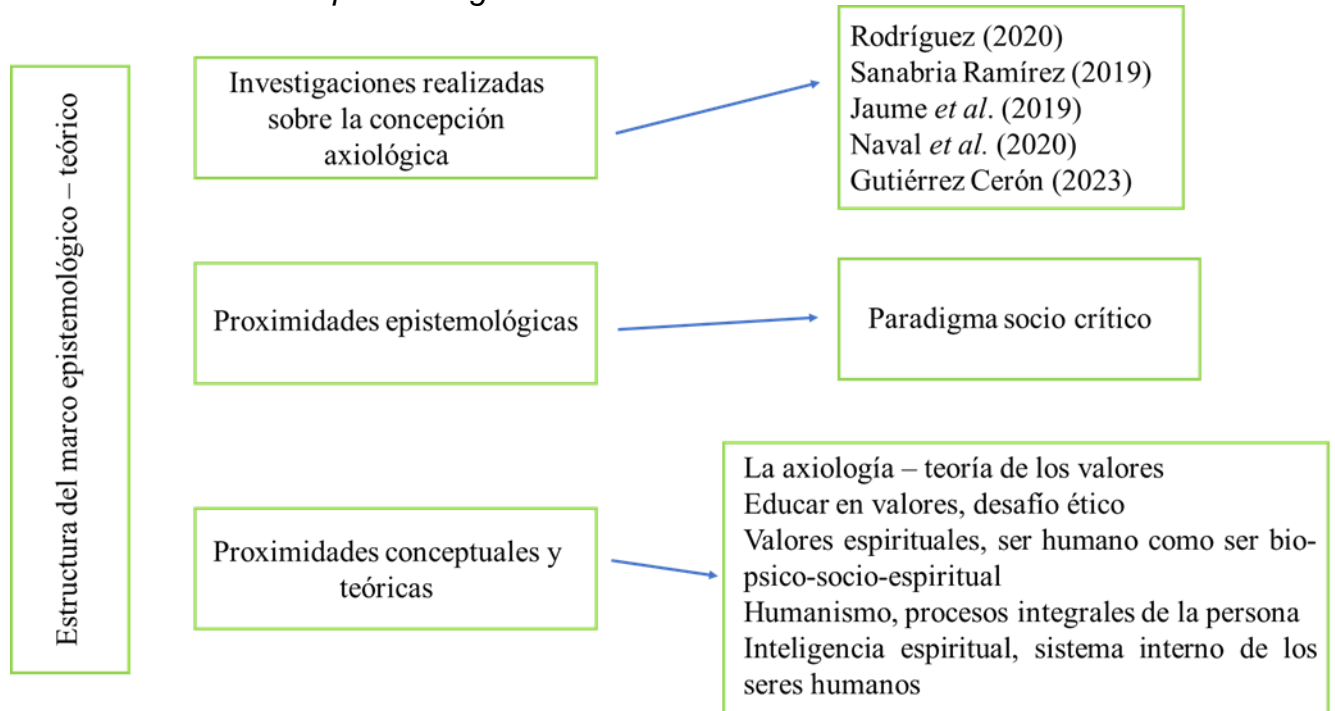 Estructura del marco epistemológico – teórico
Investigaciones realizadas
sobre la concepción
axiológica
Rodríguez (2020)
Sanabria Ramírez (2019)
Jaume et al. (2019)
Naval et al. (2020)
Gutiérrez Cerón (2023)
Proximidades epistemológicas
Paradigma socio crítico
Proximidades conceptuales y
teóricas
La axiología – teoría de los valores
Educar en valores, desafío ético
Valores espirituales, ser humano como ser bio-
psico-socio-espiritual
Humanismo, procesos integrales de la persona
Inteligencia espiritual, sistema interno de los
seres humanos